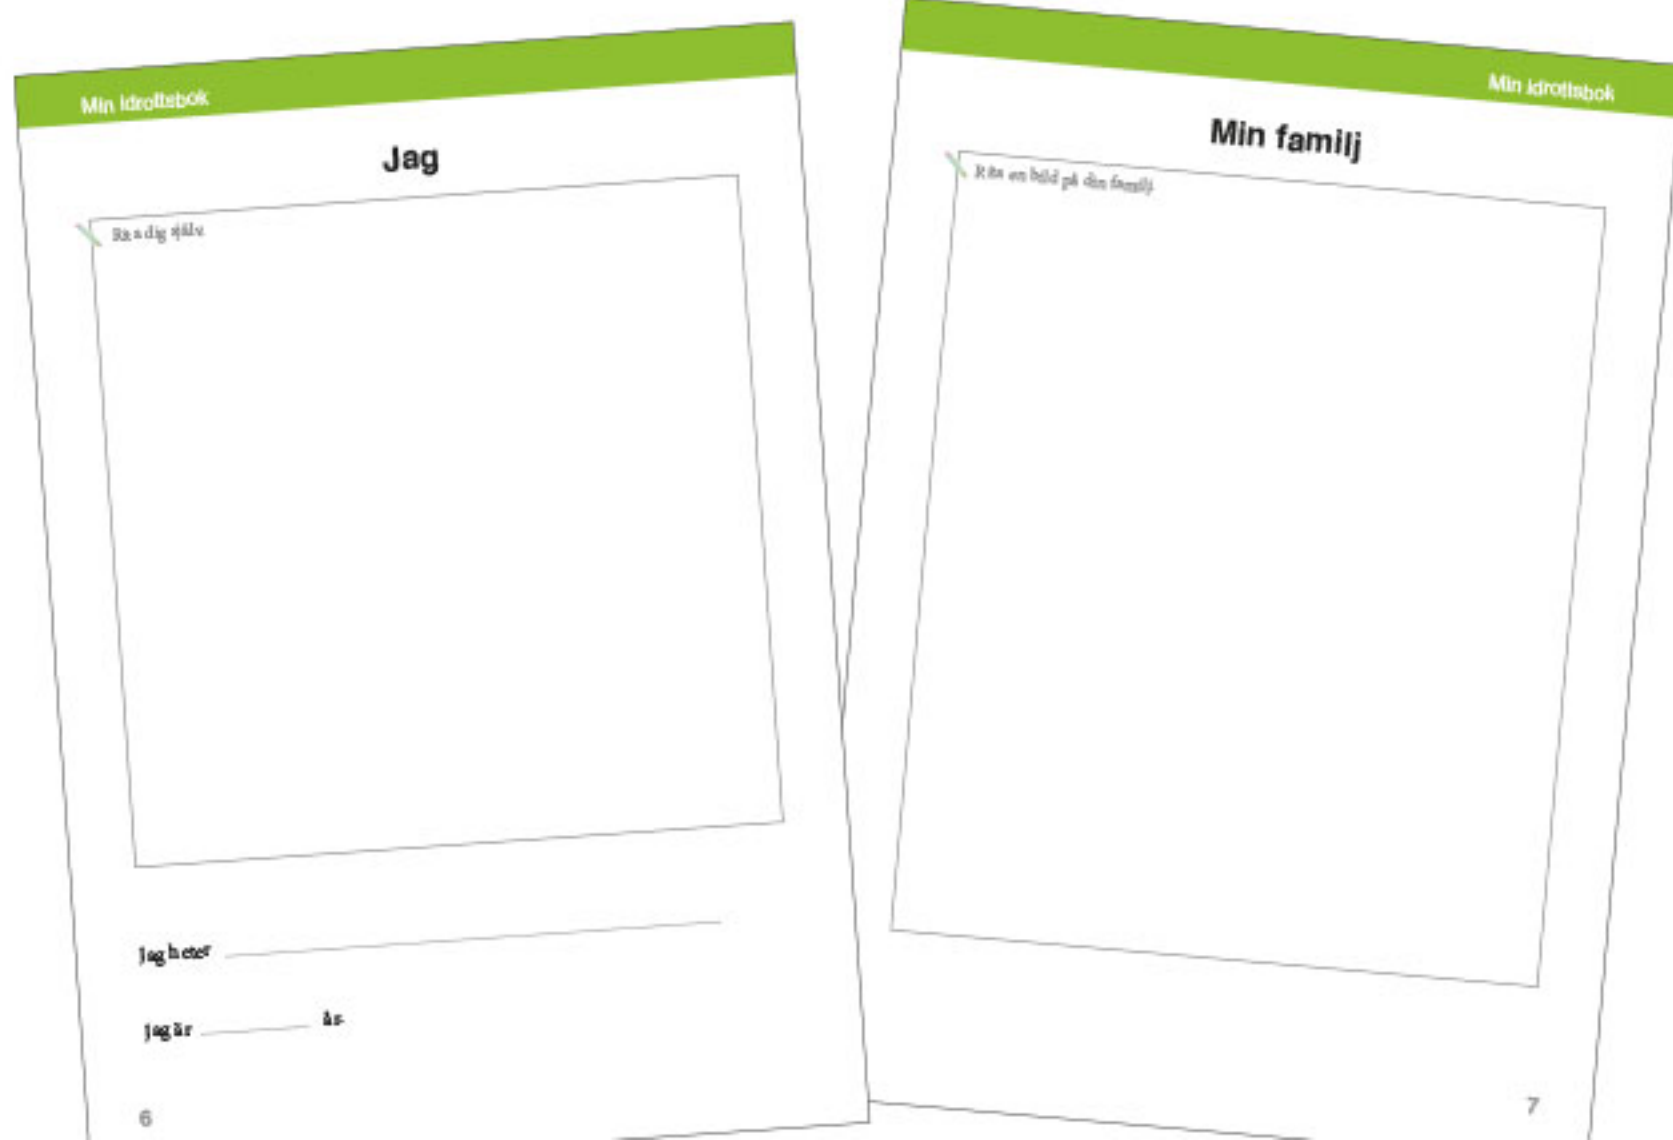 Min idrottsbok
Jag
Rita dig själv.
Jag heter
Jag är år.
6
Min idrottsbok
Min familj
Rita en bild på din familj.
7